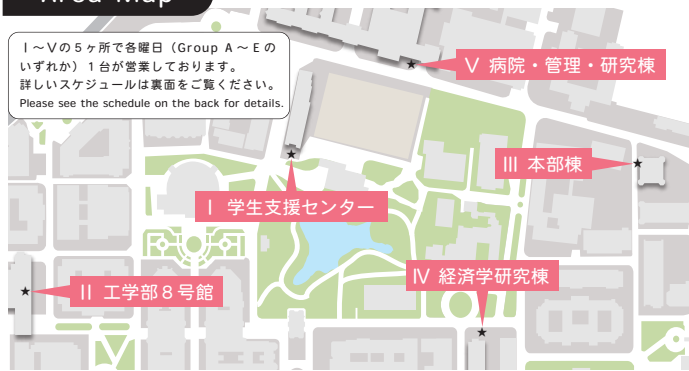 Area Map
Ⅰ～Ⅴの５ヶ所で各曜日（Group A～Eの
いずれか）１台が営業しております。
詳しいスケジュールは裏面をご覧ください。
Please see the schedule on the back for details.
Ⅴ 病院・管理・研究棟
Ⅲ 本部棟
Ⅰ 学生支援センター
Ⅳ 経済学研究棟
Ⅱ 工学部８号館